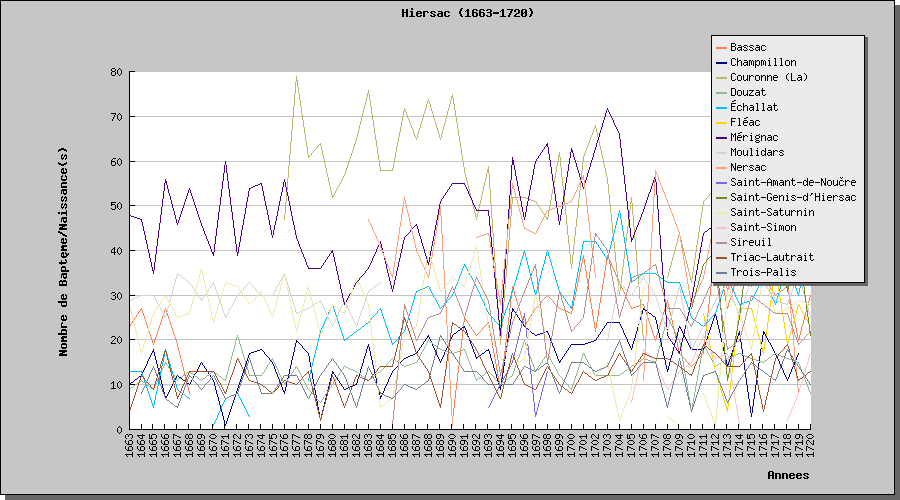 Hiersac (1663-1720)
Bassac
Champmillon
Couronne (La)
Douzat
Échallat
Fléac
Mérignac
Moulidars
Nersac
Saint-Amant-de-Noučre
Saint-Genis-d'Hiersac
Saint-Saturnin
Saint-Simon
Sireuil
Triac-Lautrait
Trois-Palis
Nombre de Bapteme/Naissance(s)
80
70
60
50
40
30
20
10
0
1663 1664 1665 1666 1667 1668 1669 1670 1671 1672 1673 1674 1675 1676 1677 1678 1679 1680 1681 1682 1683 1684 1685 1686 1687 1688 1689 1690 1691 1692 1693 1694 1695 1696 1697 1698 1699 1700 1701 1702 1703 1704 1705 1706 1707 1708 1709 1710 1711 1712 1713 1714 1715 1716 1717 1718 1719 1720
Annees